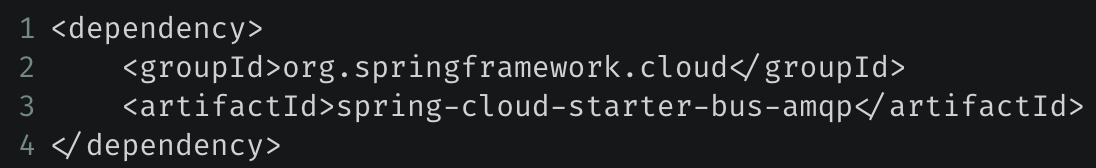 1 <dependency>
2     <groupId>org.springframework.cloud</groupId>
3     <artifactId>spring-cloud-starter-bus-amqp</artifactId>
4 </dependency>